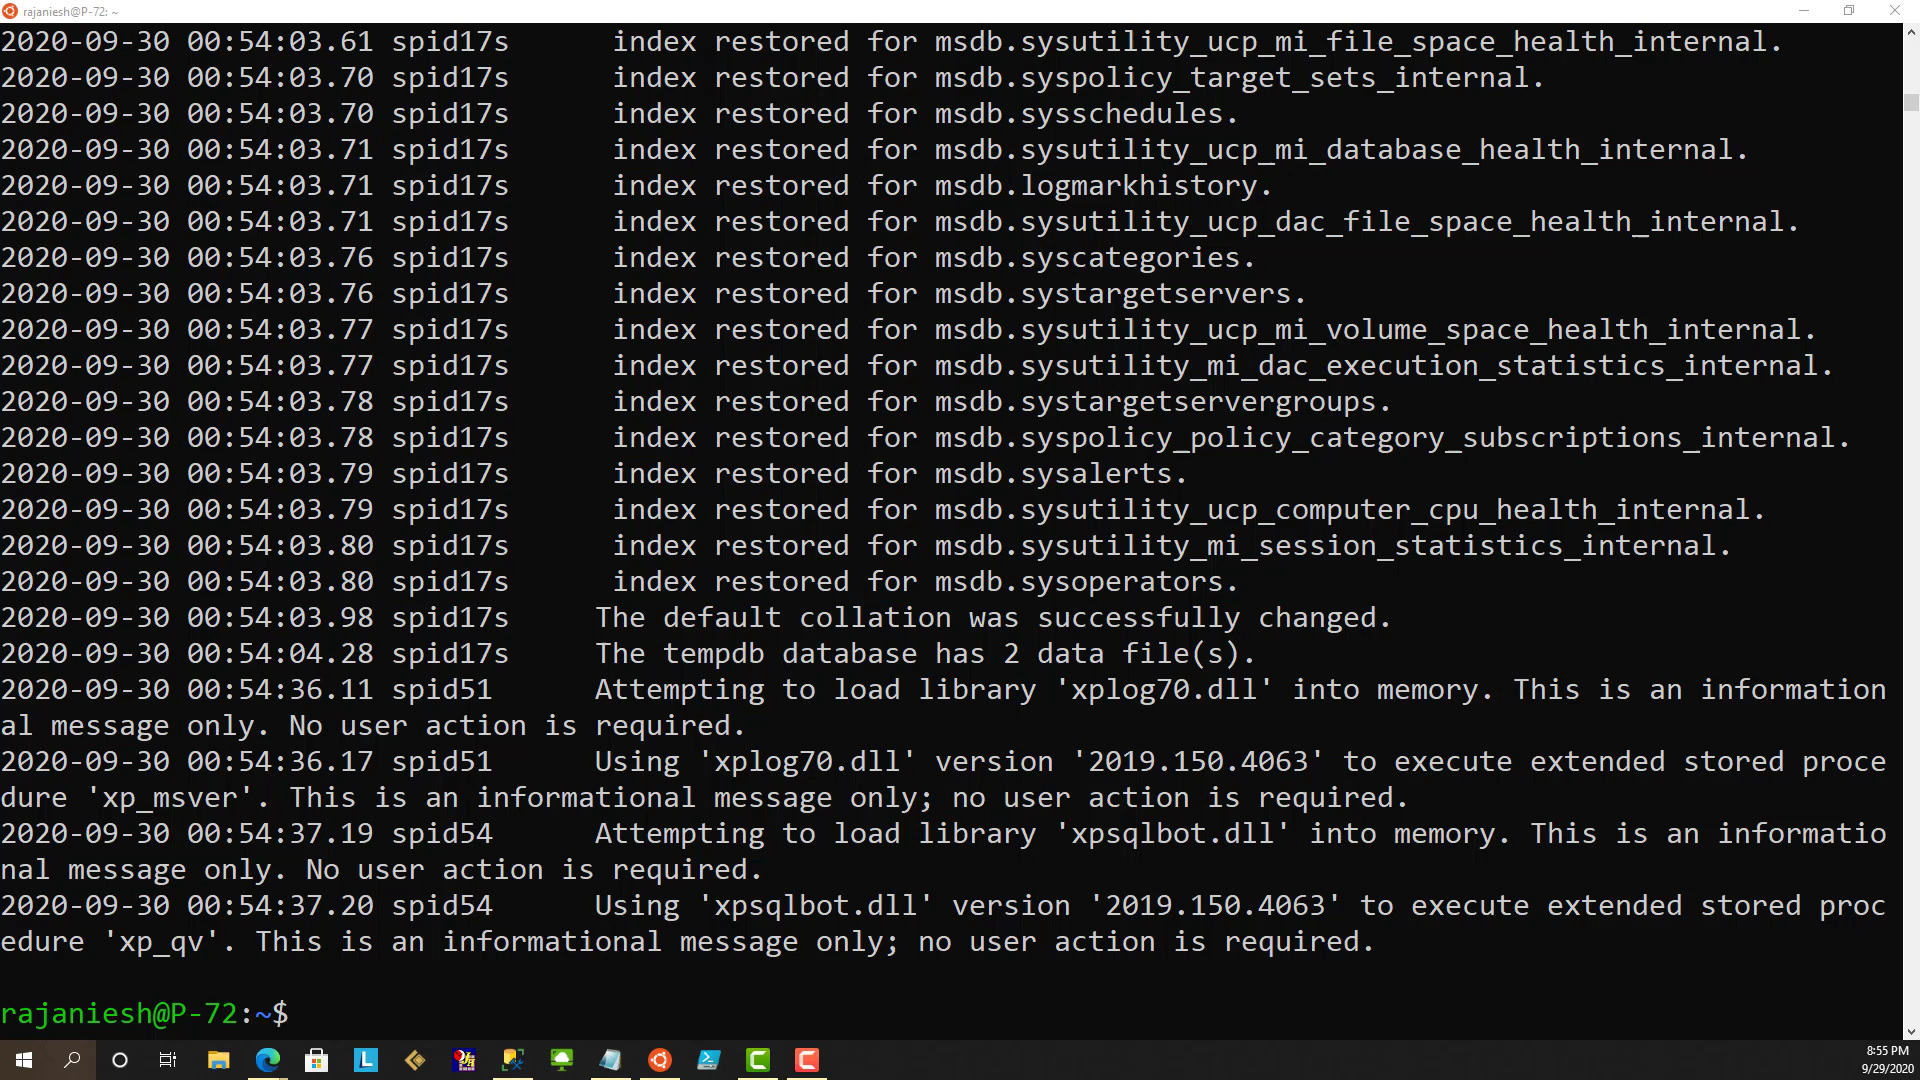 rajaniesh@P-72: ~
2020-09-30 00:54:03.61 spid17s      index restored for msdb.sysutility_ucp_mi_file_space_health_internal.
2020-09-30 00:54:03.70 spid17s      index restored for msdb.syspolicy_target_sets_internal.
2020-09-30 00:54:03.70 spid17s      index restored for msdb.sysschedules.
2020-09-30 00:54:03.71 spid17s      index restored for msdb.sysutility_ucp_mi_database_health_internal.
2020-09-30 00:54:03.71 spid17s      index restored for msdb.logmarkhistory.
2020-09-30 00:54:03.71 spid17s      index restored for msdb.sysutility_ucp_dac_file_space_health_internal.
2020-09-30 00:54:03.76 spid17s      index restored for msdb.syscategories.
2020-09-30 00:54:03.76 spid17s      index restored for msdb.systargetservers.
2020-09-30 00:54:03.77 spid17s      index restored for msdb.sysutility_ucp_mi_volume_space_health_internal.
2020-09-30 00:54:03.77 spid17s      index restored for msdb.sysutility_mi_dac_execution_statistics_internal.
2020-09-30 00:54:03.78 spid17s      index restored for msdb.systargetservergroups.
2020-09-30 00:54:03.78 spid17s      index restored for msdb.syspolicy_policy_category_subscriptions_internal.
2020-09-30 00:54:03.79 spid17s      index restored for msdb.sysalerts.
2020-09-30 00:54:03.79 spid17s      index restored for msdb.sysutility_ucp_computer_cpu_health_internal.
2020-09-30 00:54:03.80 spid17s      index restored for msdb.sysutility_mi_session_statistics_internal.
2020-09-30 00:54:03.80 spid17s      index restored for msdb.sysoperators.
2020-09-30 00:54:03.98 spid17s     The default collation was successfully changed.
2020-09-30 00:54:04.28 spid17s     The tempdb database has 2 data file(s).
2020-09-30 00:54:36.11 spid51      Attempting to load library 'xplog70.dll' into memory. This is an information
al message only. No user action is required.
2020-09-30 00:54:36.17 spid51      Using 'xplog70.dll' version '2019.150.4063' to execute extended stored proce
dure 'xp_msver'. This is an informational message only; no user action is required.
2020-09-30 00:54:37.19 spid54      Attempting to load library 'xpsqlbot.dll' into memory. This is an informatio
nal message only. No user action is required.
2020-09-30 00:54:37.20 spid54      Using 'xpsqlbot.dll' version '2019.150.4063' to execute extended stored proc
edure 'xp_qv'. This is an informational message only; no user action is required.
rajaniesh@P-72:~$
8:55 PM
9/29/2020